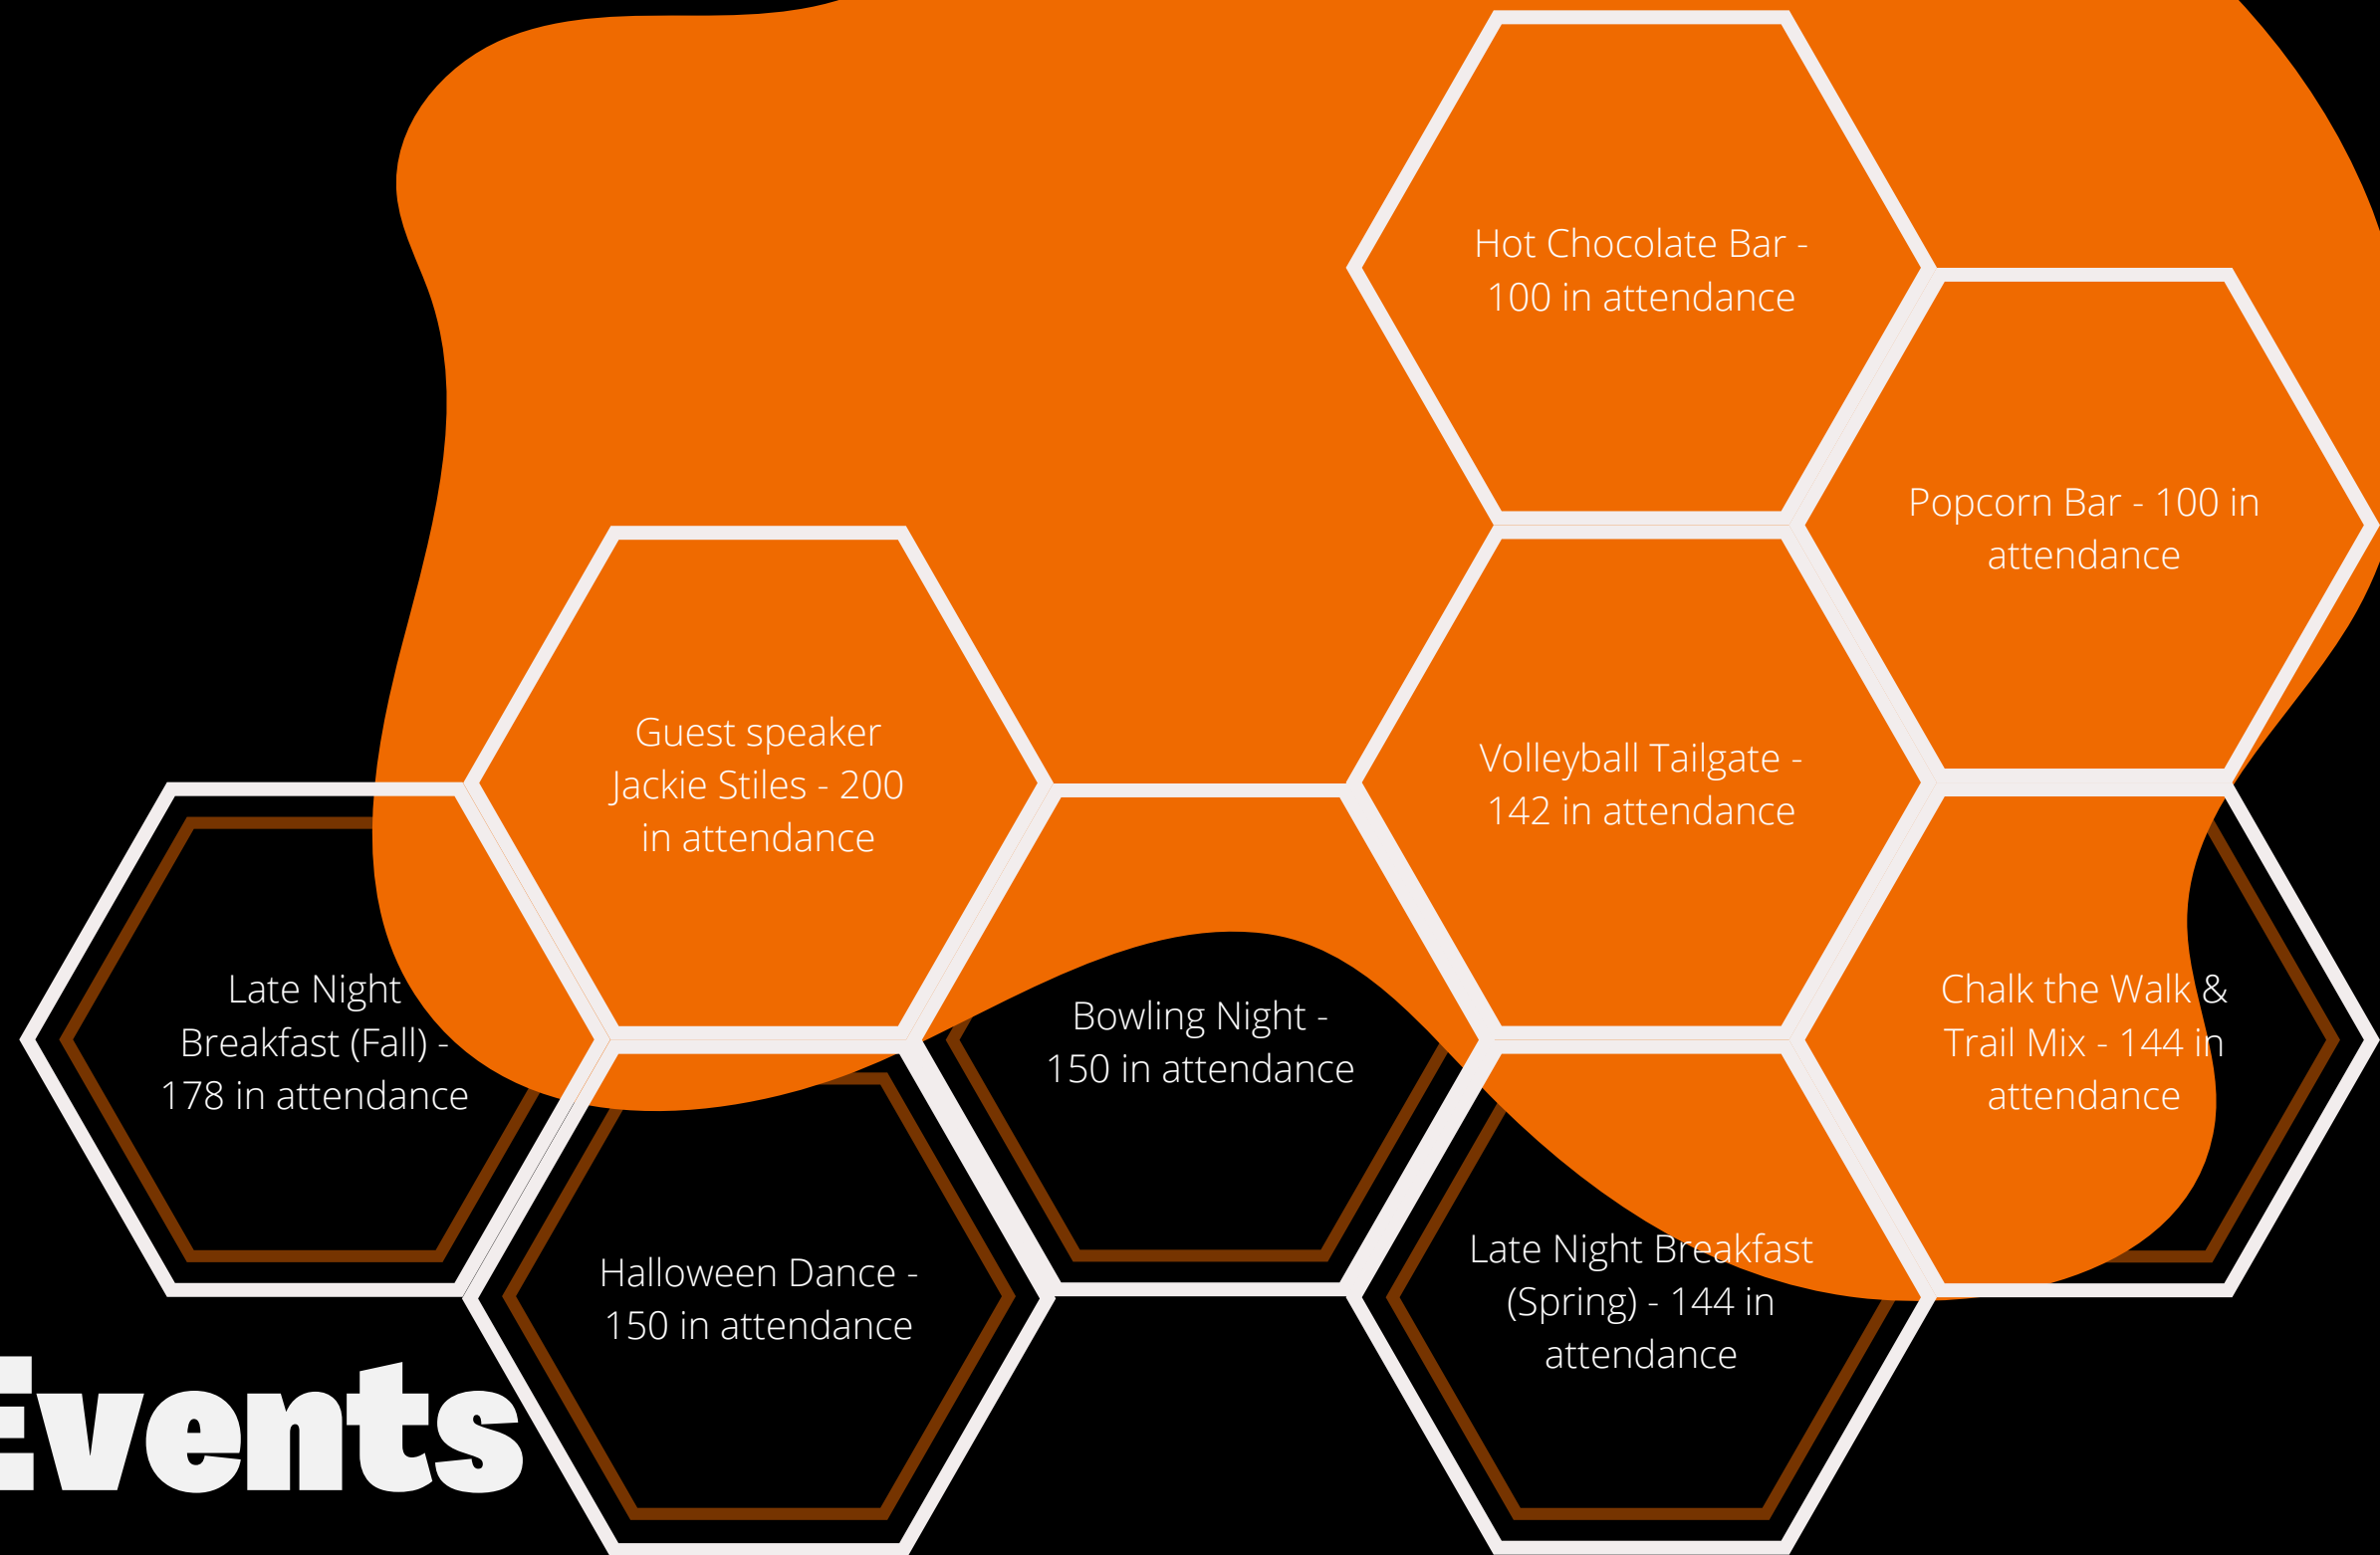 Hot Chocolate Bar -
100 in attendance
Popcorn Bar - 100 in
attendance
Guest speaker
Jackie Stiles - 200
in attendance
Volleyball Tailgate -
142 in attendance
Late Night
Breakfast (Fall) -
178 in attendance
Bowling Night -
150 in attendance
Chalk the Walk &
Trail Mix - 144 in
attendance
Halloween Dance -
150 in attendance
Late Night Breakfast
(Spring) - 144 in
attendance
Events